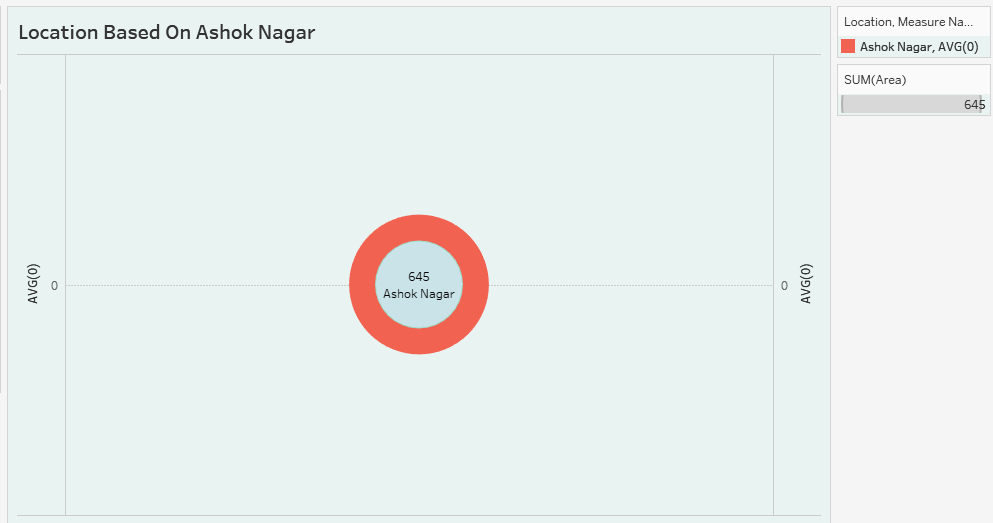 Location Based On Ashok Nagar
AVG(0)
0
645
Ashok Nagar
0
AVG(0)
Location, Measure Na...
Ashok Nagar, AVG(0)
SUM(Area)
645